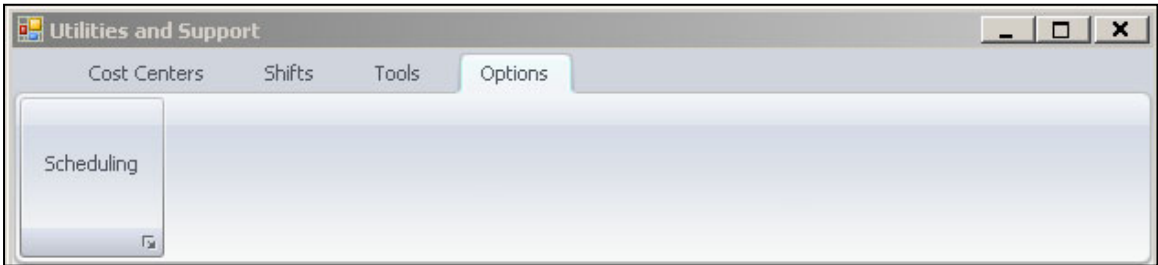 Utilities and Support
Cost Centers Shifts Tools Options
Scheduling